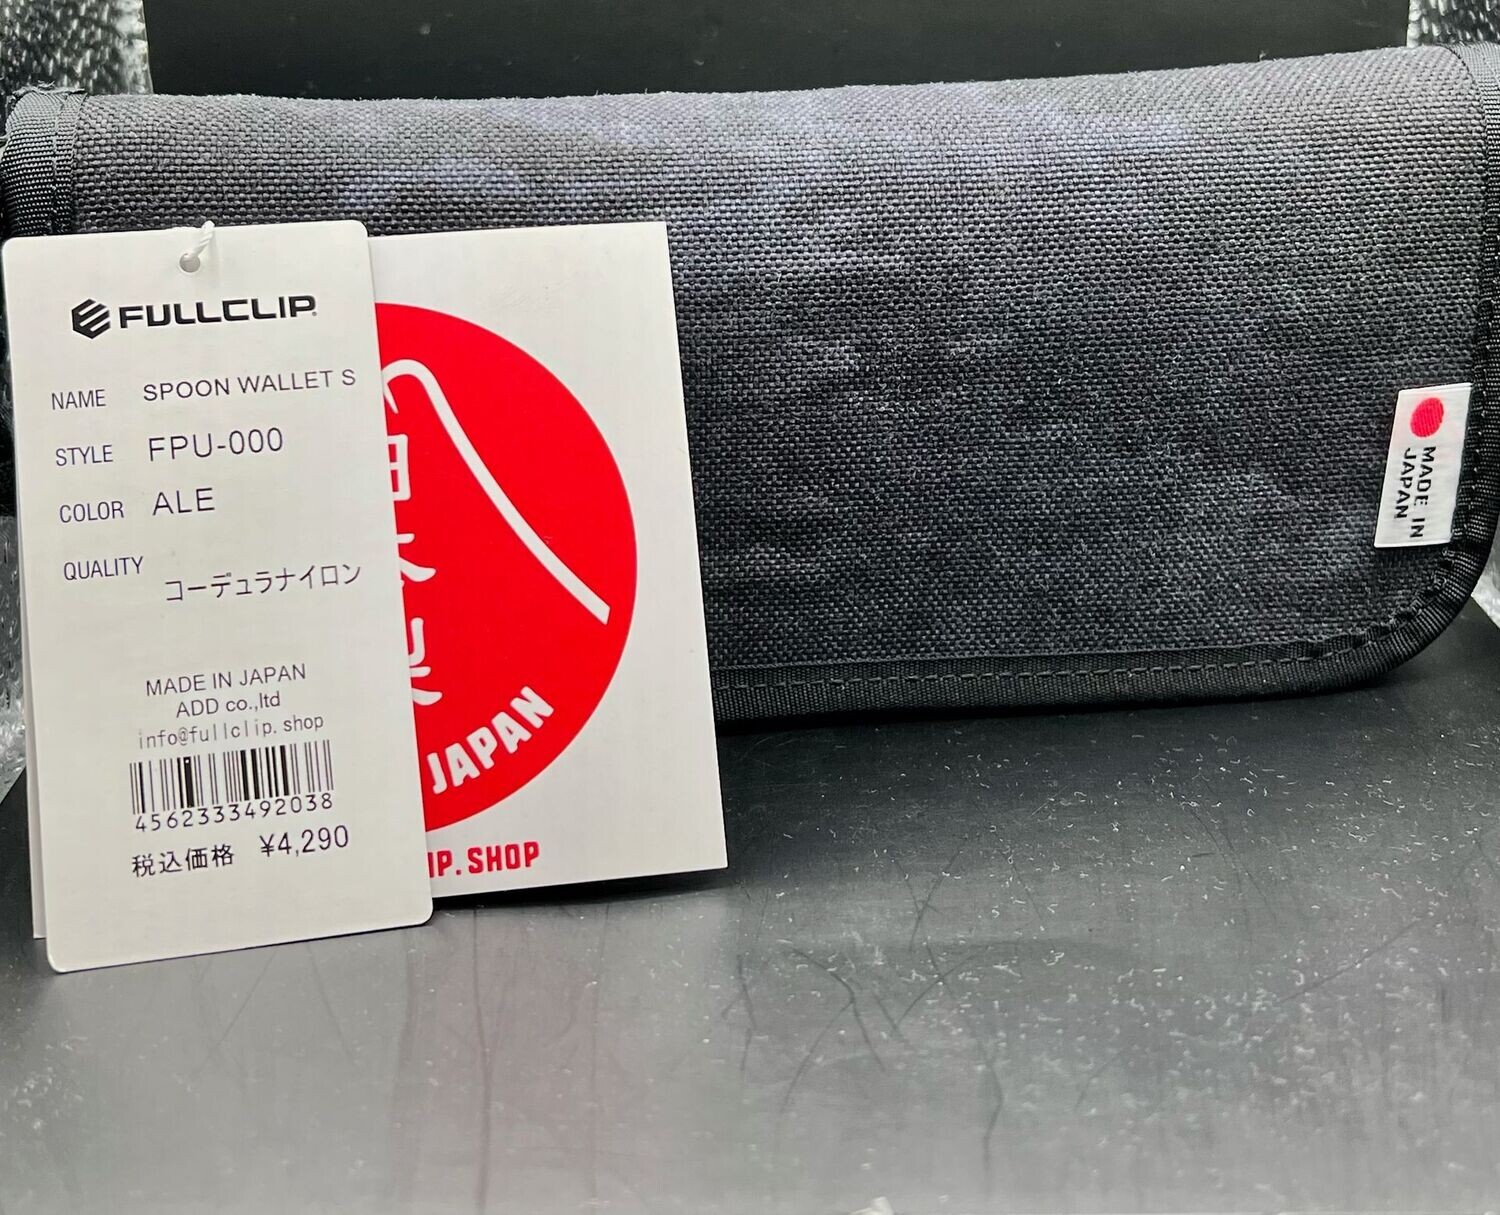 FULLCLIP
NAME SPOON WALLET S
STYLE FPU-000
COLOR ALE
QUALITY コーデュラナイロン
MADE IN JAPAN
ADD co.,ltd
info@fullclip.shop
4562333492038
税込価格 ¥4,290
JAPAN
IP.SHOP
MADE IN
JAPAN